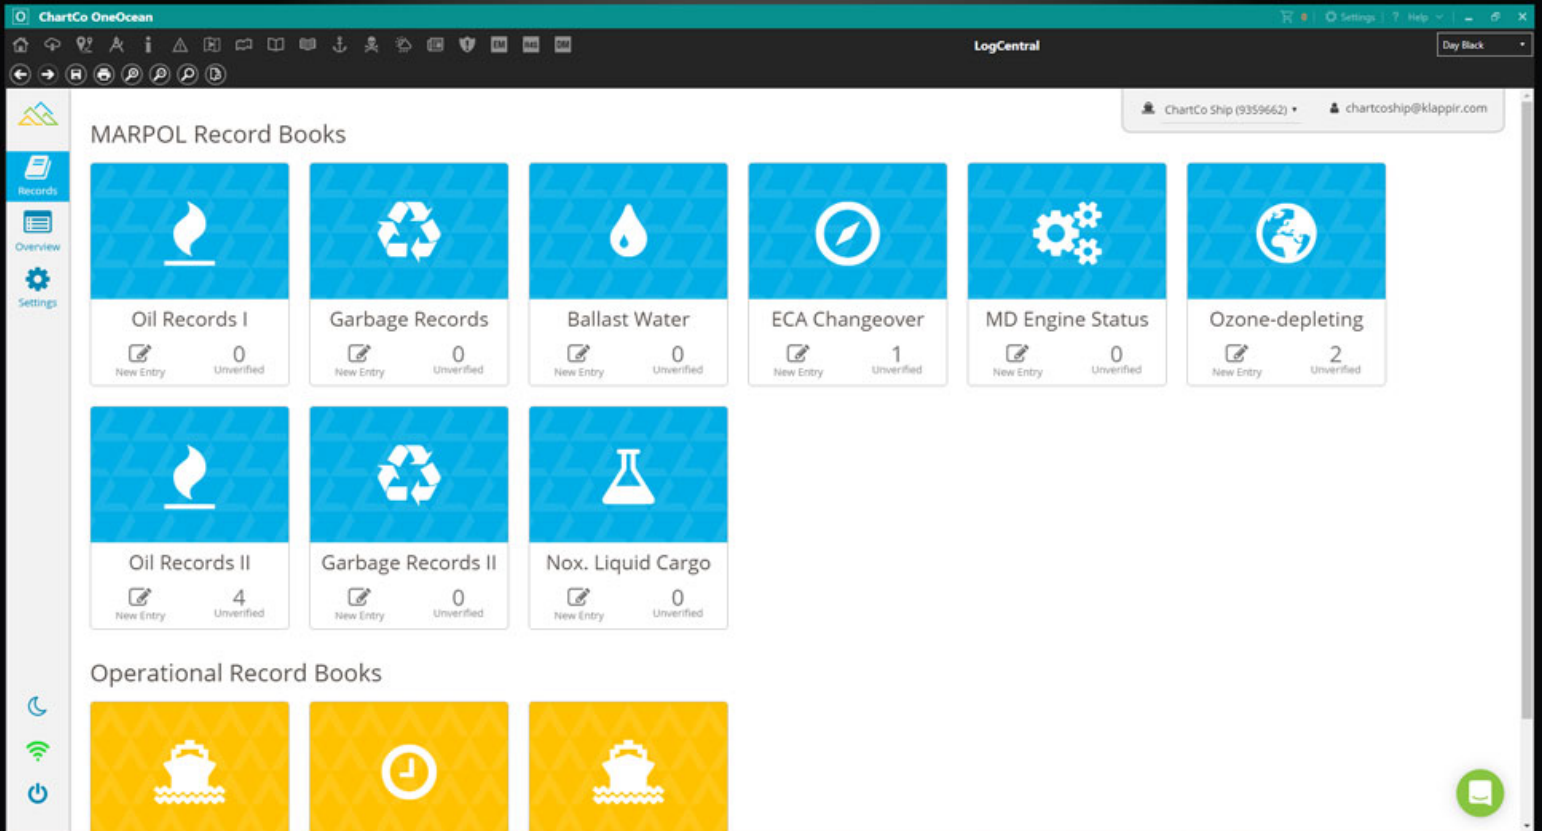 ChartCo OneOcean
Settings ? Help
LogCentral
Day Black
EM
DM
ChartCo Ship (9359662)
chartcoship@klappir.com
MARPOL Record Books
Records
Overview
Settings
Oil Records I
Garbage Records
Ballast Water
ECA Changeover
MD Engine Status
Ozone-depleting
New Entry 0 Unverified
New Entry 0 Unverified
New Entry 0 Unverified
New Entry 1 Unverified
New Entry 0 Unverified
New Entry 2 Unverified
Oil Records II
Garbage Records II
Nox. Liquid Cargo
New Entry 4 Unverified
New Entry 0 Unverified
New Entry 0 Unverified
Operational Record Books